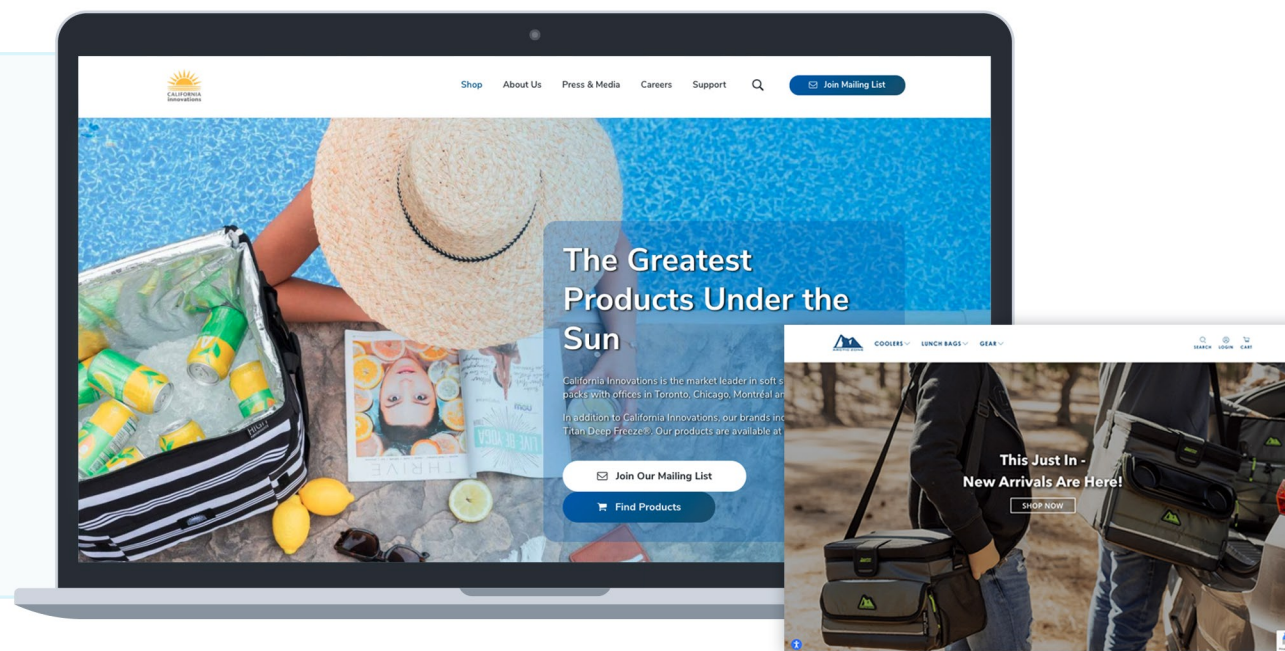 CALIFORNIA
innovations
Shop About Us Press & Media Careers Support Join Mailing List
The Greatest
Products Under the
Sun
California Innovations is the market leader in soft s
packs with offices in Toronto, Chicago, Montréal an
In addition to California Innovations, our brands inc
Titan Deep Freeze®. Our products are available at
Join Our Mailing List
Find Products
HIGH
THRIVE
COOLERS LUNCH BAGS GEAR
SEARCH LOGIN CART
This Just In -
New Arrivals Are Here!
SHOP NOW